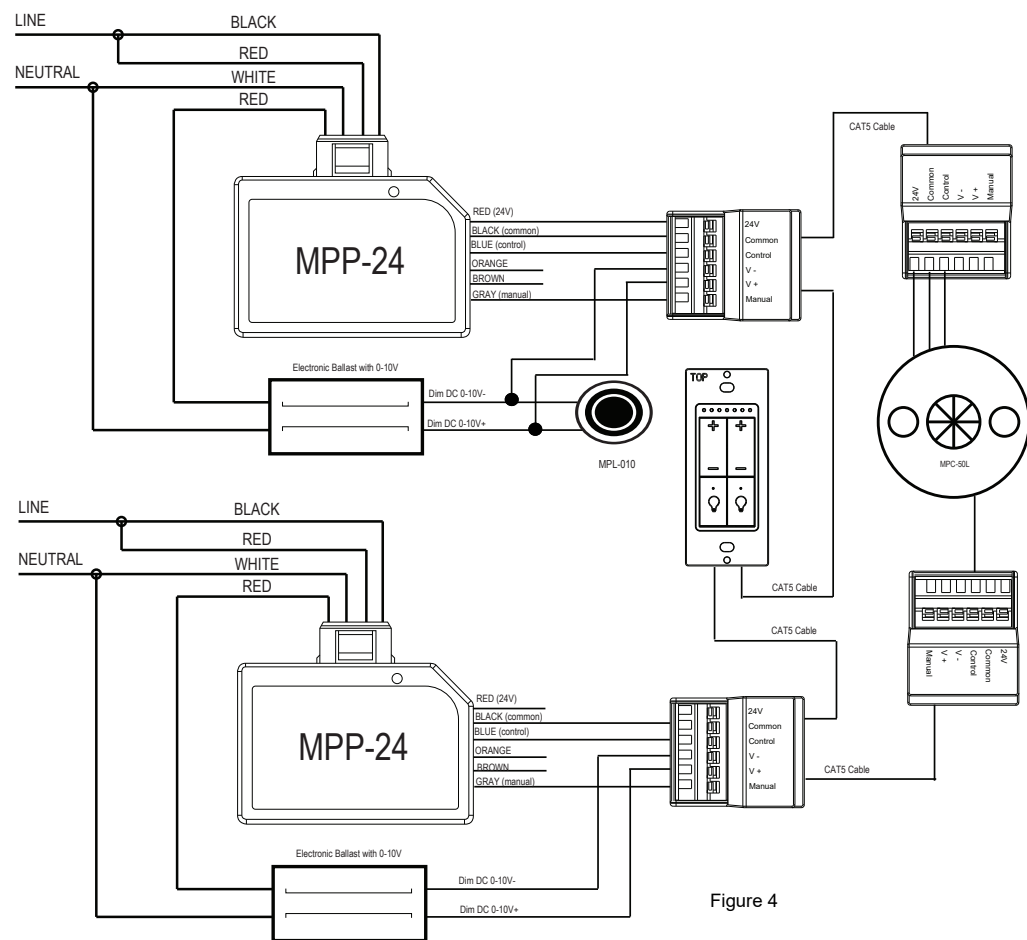 LINE
BLACK
RED
NEUTRAL
WHITE
RED
MPP-24
RED (24V)
BLACK (common)
BLUE (control)
ORANGE
BROWN
GRAY (manual)
24V
Common
Control
V -
V +
Manual
CAT5 Cable
24V
Common
Control
V -
V +
Manual
Electronic Ballast with 0-10V
Dim DC 0-10V-
Dim DC 0-10V+
MPL-010
TOP
MPC-50L
CAT5 Cable
CAT5 Cable
LINE
BLACK
RED
NEUTRAL
WHITE
RED
MPP-24
RED (24V)
BLACK (common)
BLUE (control)
ORANGE
BROWN
GRAY (manual)
24V
Common
Control
V -
V +
Manual
CAT5 Cable
Manual
V +
V -
Control
Common
24V
Electronic Ballast with 0-10V
Dim DC 0-10V-
Dim DC 0-10V+
Figure 4